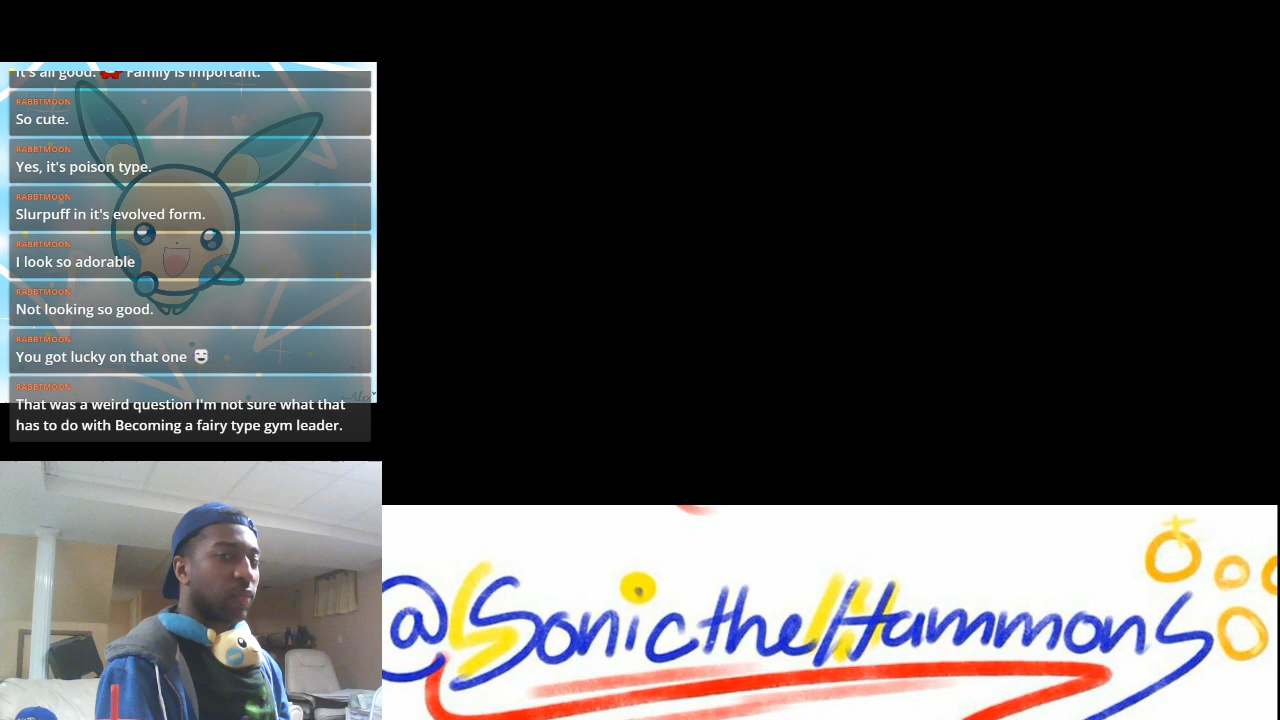 It's all good. Family is important.
RABBTMOON
So cute.
RABBTMOON
Yes, it's poison type.
RABBTMOON
Slurpuff in it's evolved form.
RABBTMOON
I look so adorable
RABBTMOON
Not looking so good.
RABBTMOON
You got lucky on that one
RABBTMOON
That was a weird question I'm not sure what that
has to do with Becoming a fairy type gym leader.
@SonictheHammons